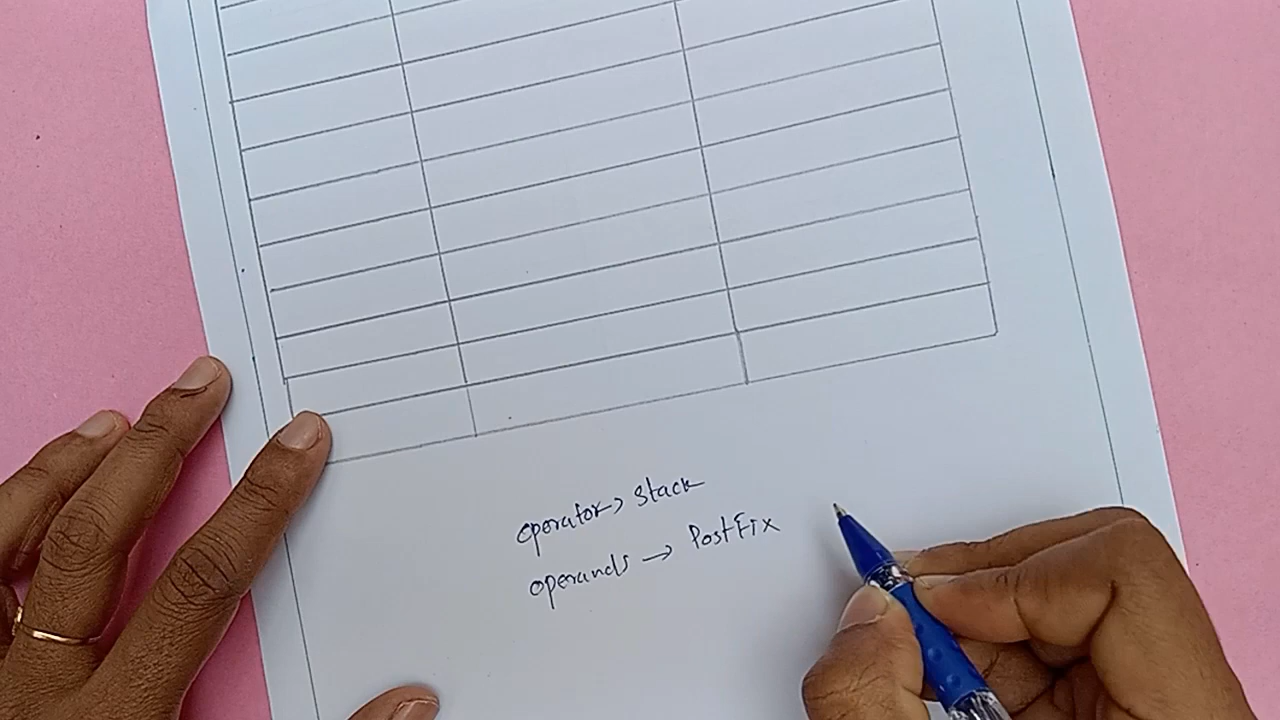 operator → stack
operands → Postfix